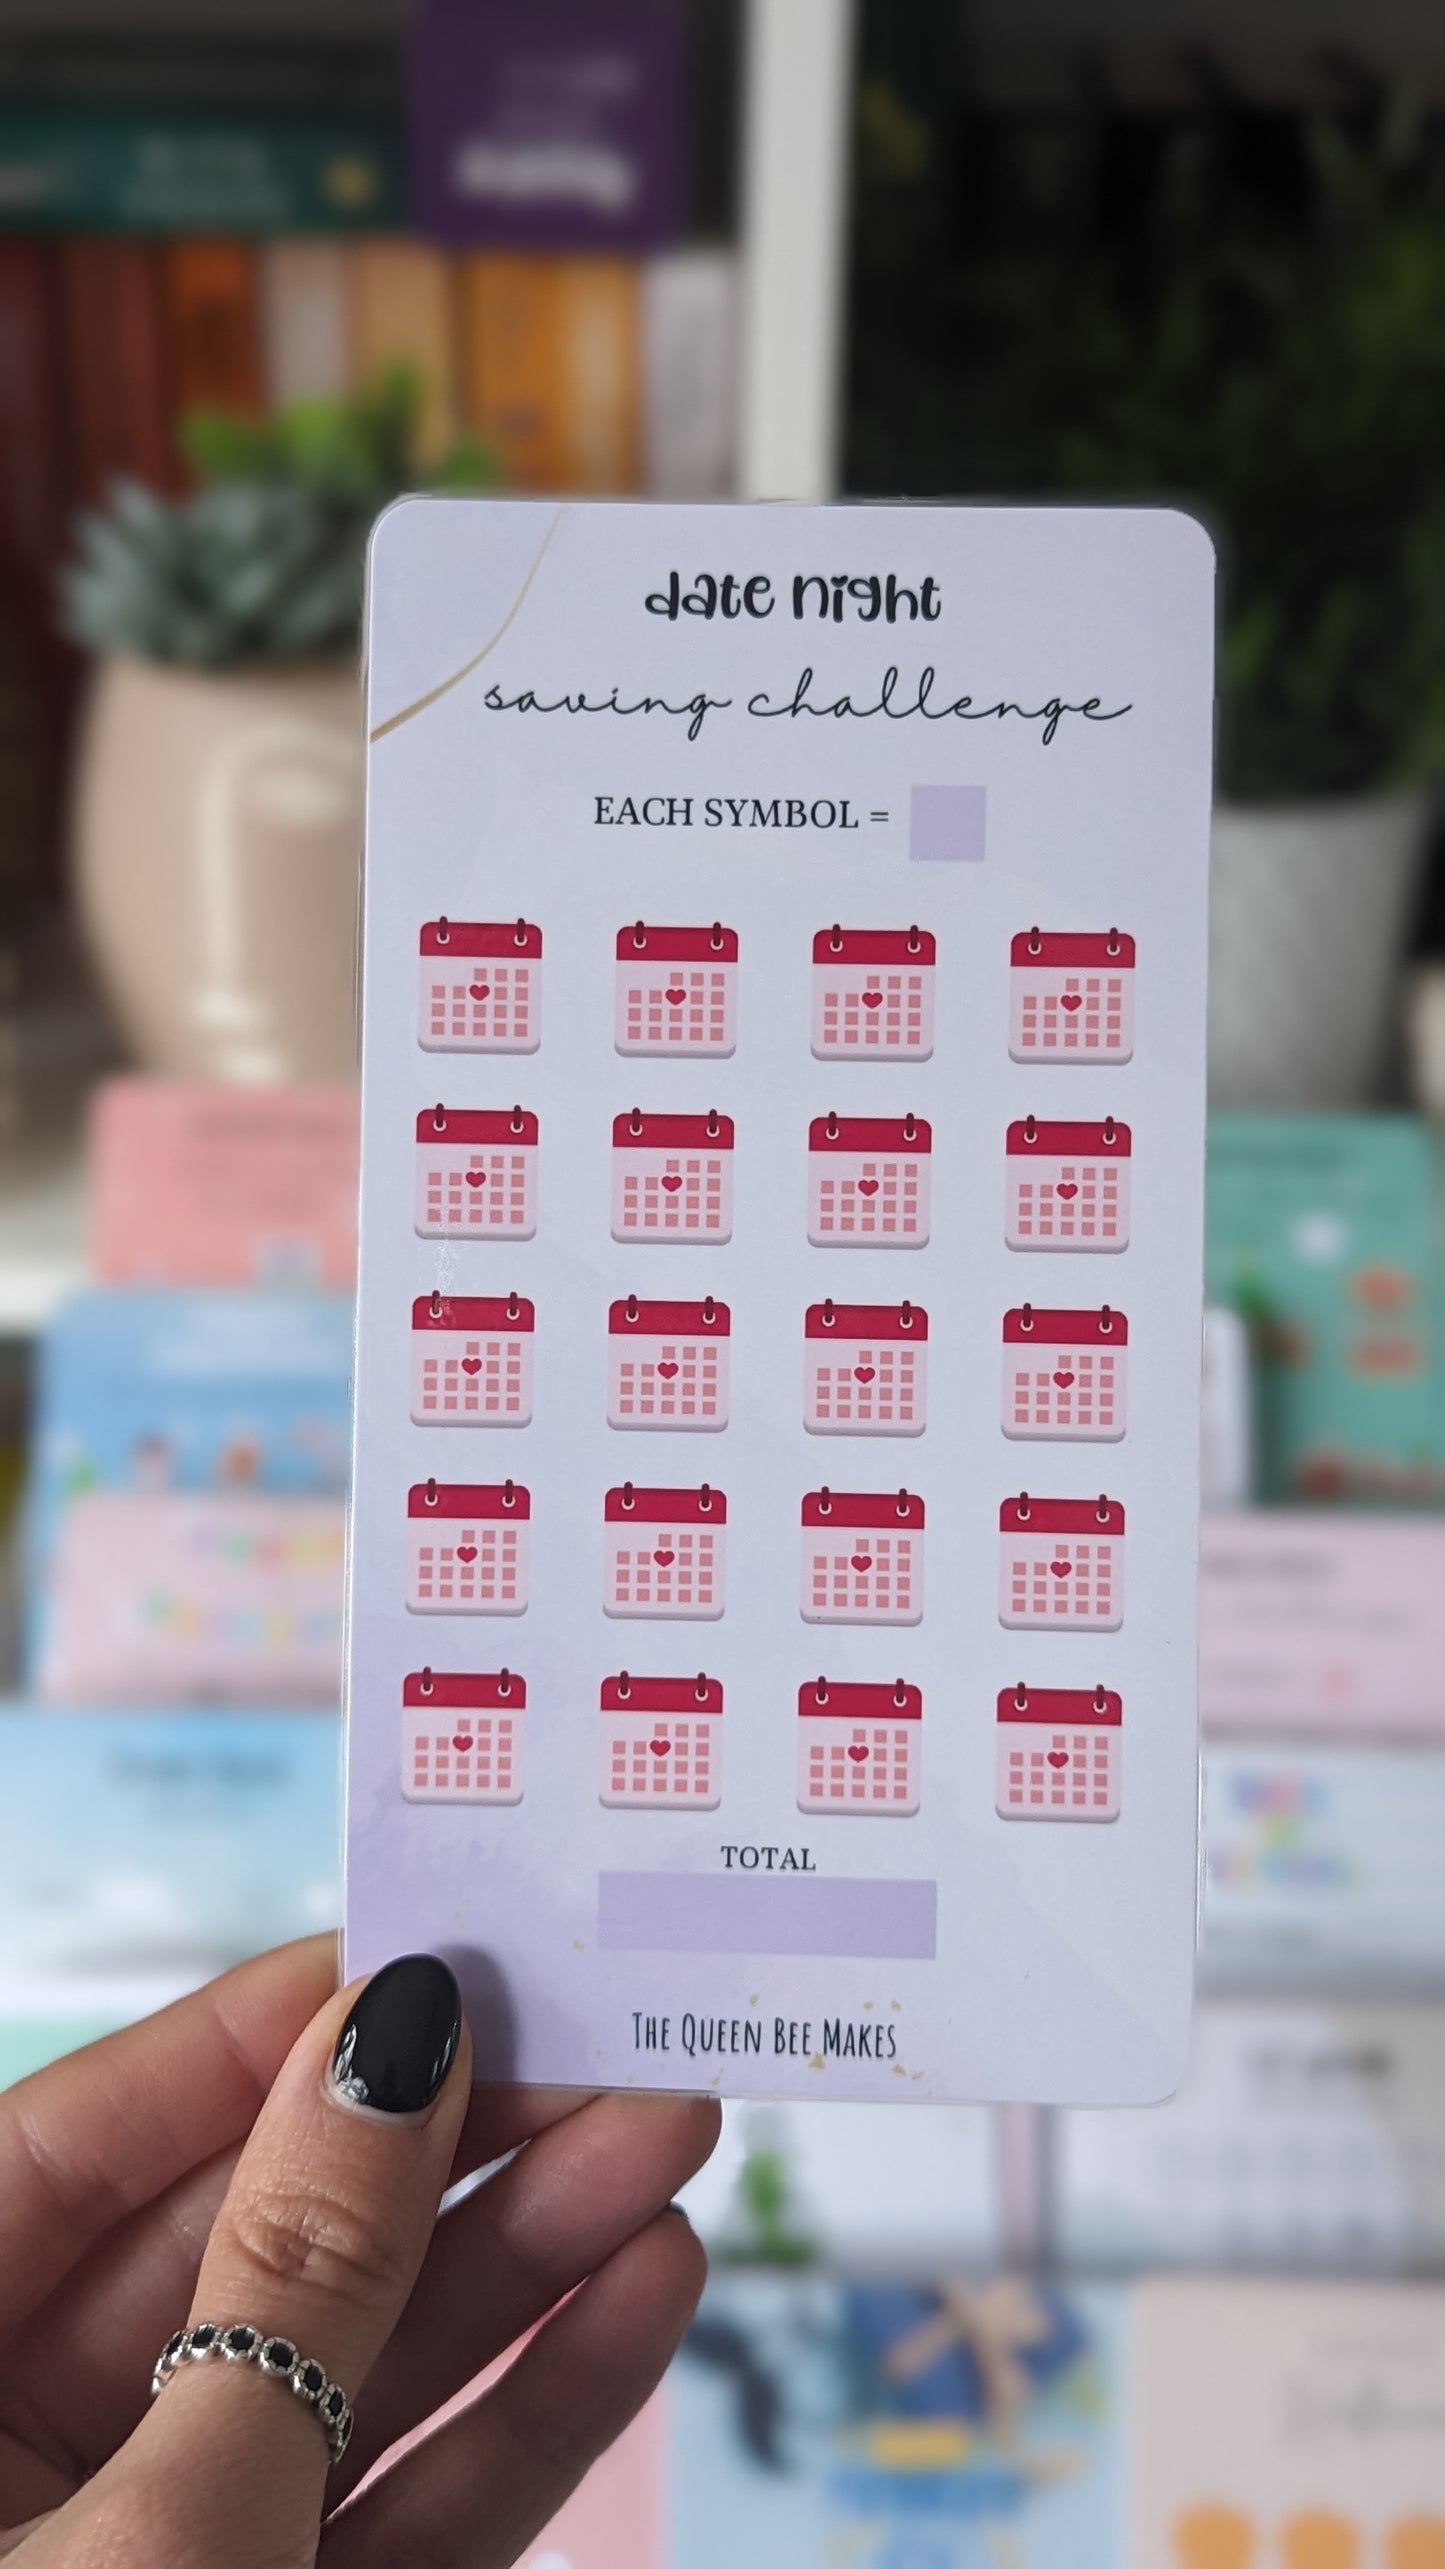 date night
saving challenge
EACH SYMBOL =
TOTAL
THE QUEEN BEE MAKES